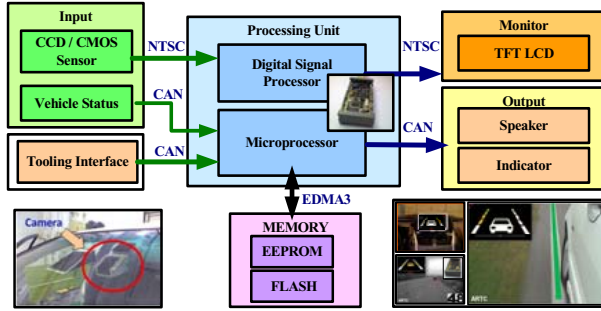 Input
CCD / CMOS
Sensor
Vehicle Status
Tooling Interface
NTSC
CAN
CAN
Processing Unit
Digital Signal
Processor
Microprocessor
EDMA3
MEMORY
EEPROM
FLASH
NTSC
CAN
Monitor
TFT LCD
Output
Speaker
Indicator
Camera
ARTC
ARTC